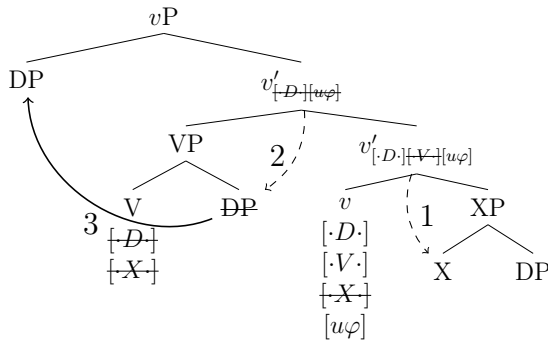 vP
DP
v′[·D·][uφ]
VP
v′[·D·][·V·][uφ]
2
V
DP
v
XP
3
1
[·D·]
[·D·]
[·X·]
[·V·]
X
DP
[·X·]
[uφ]